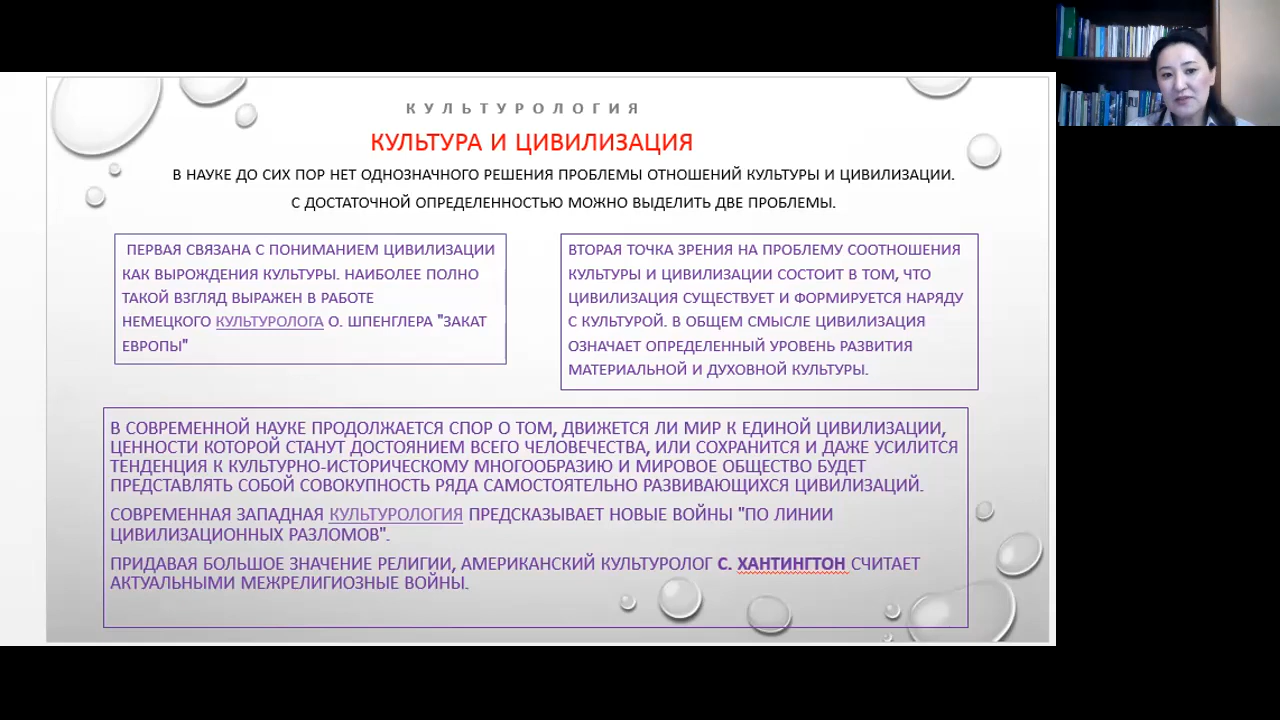 КУЛЬТУРОЛОГИЯ
КУЛЬТУРА И ЦИВИЛИЗАЦИЯ
В НАУКЕ ДО СИХ ПОР НЕТ ОДНОЗНАЧНОГО РЕШЕНИЯ ПРОБЛЕМЫ ОТНОШЕНИЙ КУЛЬТУРЫ И ЦИВИЛИЗАЦИИ.
С ДОСТАТОЧНОЙ ОПРЕДЕЛЕННОСТЬЮ МОЖНО ВЫДЕЛИТЬ ДВЕ ПРОБЛЕМЫ.
ПЕРВАЯ СВЯЗАНА С ПОНИМАНИЕМ ЦИВИЛИЗАЦИИ
КАК ВЫРОЖДЕНИЯ КУЛЬТУРЫ. НАИБОЛЕЕ ПОЛНО
ТАКОЙ ВЗГЛЯД ВЫРАЖЕН В РАБОТЕ
НЕМЕЦКОГО КУЛЬТУРОЛОГА О. ШПЕНГЛЕРА "ЗАКАТ
ЕВРОПЫ"
ВТОРАЯ ТОЧКА ЗРЕНИЯ НА ПРОБЛЕМУ СООТНОШЕНИЯ
КУЛЬТУРЫ И ЦИВИЛИЗАЦИИ СОСТОИТ В ТОМ, ЧТО
ЦИВИЛИЗАЦИЯ СУЩЕСТВУЕТ И ФОРМИРУЕТСЯ НАРЯДУ
С КУЛЬТУРОЙ. В ОБЩЕМ СМЫСЛЕ ЦИВИЛИЗАЦИЯ
ОЗНАЧАЕТ ОПРЕДЕЛЕННЫЙ УРОВЕНЬ РАЗВИТИЯ
МАТЕРИАЛЬНОЙ И ДУХОВНОЙ КУЛЬТУРЫ.
В СОВРЕМЕННОЙ НАУКЕ ПРОДОЛЖАЕТСЯ СПОР О ТОМ, ДВИЖЕТСЯ ЛИ МИР К ЕДИНОЙ ЦИВИЛИЗАЦИИ,
ЦЕННОСТИ КОТОРОЙ СТАНУТ ДОСТОЯНИЕМ ВСЕГО ЧЕЛОВЕЧЕСТВА, ИЛИ СОХРАНИТСЯ И ДАЖЕ УСИЛИТСЯ
ТЕНДЕНЦИЯ К КУЛЬТУРНО-ИСТОРИЧЕСКОМУ МНОГООБРАЗИЮ И МИРОВОЕ ОБЩЕСТВО БУДЕТ
ПРЕДСТАВЛЯТЬ СОБОЙ СОВОКУПНОСТЬ РЯДА САМОСТОЯТЕЛЬНО РАЗВИВАЮЩИХСЯ ЦИВИЛИЗАЦИЙ.
СОВРЕМЕННАЯ ЗАПАДНАЯ КУЛЬТУРОЛОГИЯ ПРЕДСКАЗЫВАЕТ НОВЫЕ ВОЙНЫ "ПО ЛИНИИ
ЦИВИЛИЗАЦИОННЫХ РАЗЛОМОВ".
ПРИДАВАЯ БОЛЬШОЕ ЗНАЧЕНИЕ РЕЛИГИИ, АМЕРИКАНСКИЙ КУЛЬТУРОЛОГ С. ХАНТИНГТОН СЧИТАЕТ
АКТУАЛЬНЫМИ МЕЖРЕЛИГИОЗНЫЕ ВОЙНЫ.